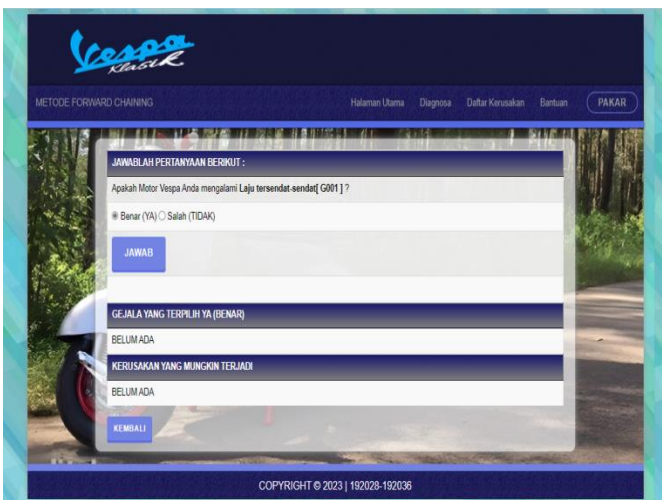 Vespa
Klasik
METODE FORWARD CHAINING
Halaman Utama Diagnosa Daftar Kerusakan Bantuan PAKAR
JAWABLAH PERTANYAAN BERIKUT :
Apakah Motor Vespa Anda mengalami Laju tersendat-sendat[ G001 ] ?
Benar (YA) Salah (TIDAK)
JAWAB
GEJALA YANG TERPILIH YA (BENAR)
BELUM ADA
KERUSAKAN YANG MUNGKIN TERJADI
BELUM ADA
KEMBALI
COPYRIGHT © 2023 | 192028-192036